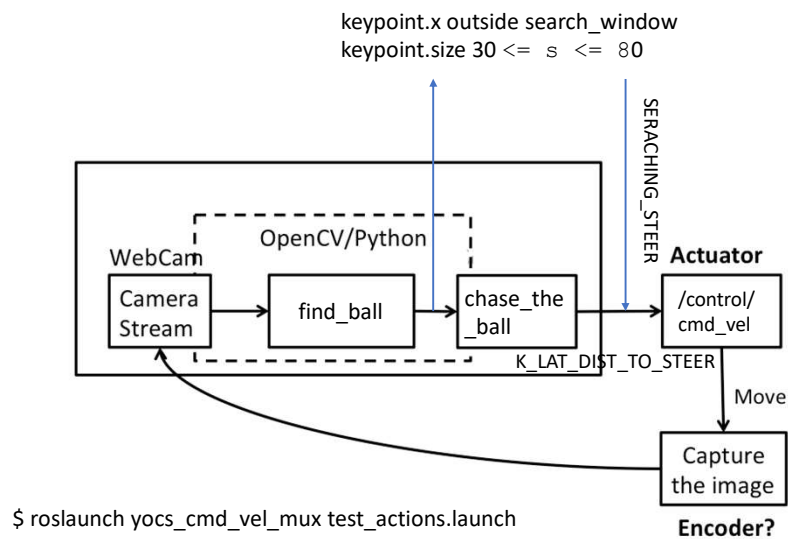 keypoint.x outside search_window
keypoint.size 30 <= s <= 80
SERACHING_STEER
OpenCV/Python
WebCam
Actuator
Camera
Stream
find_ball
chase_the
_ball
/control/
cmd_vel
K_LAT_DIST_TO_STEER
Move
Capture
the image
$ roslaunch yocs_cmd_vel_mux test_actions.launch
Encoder?